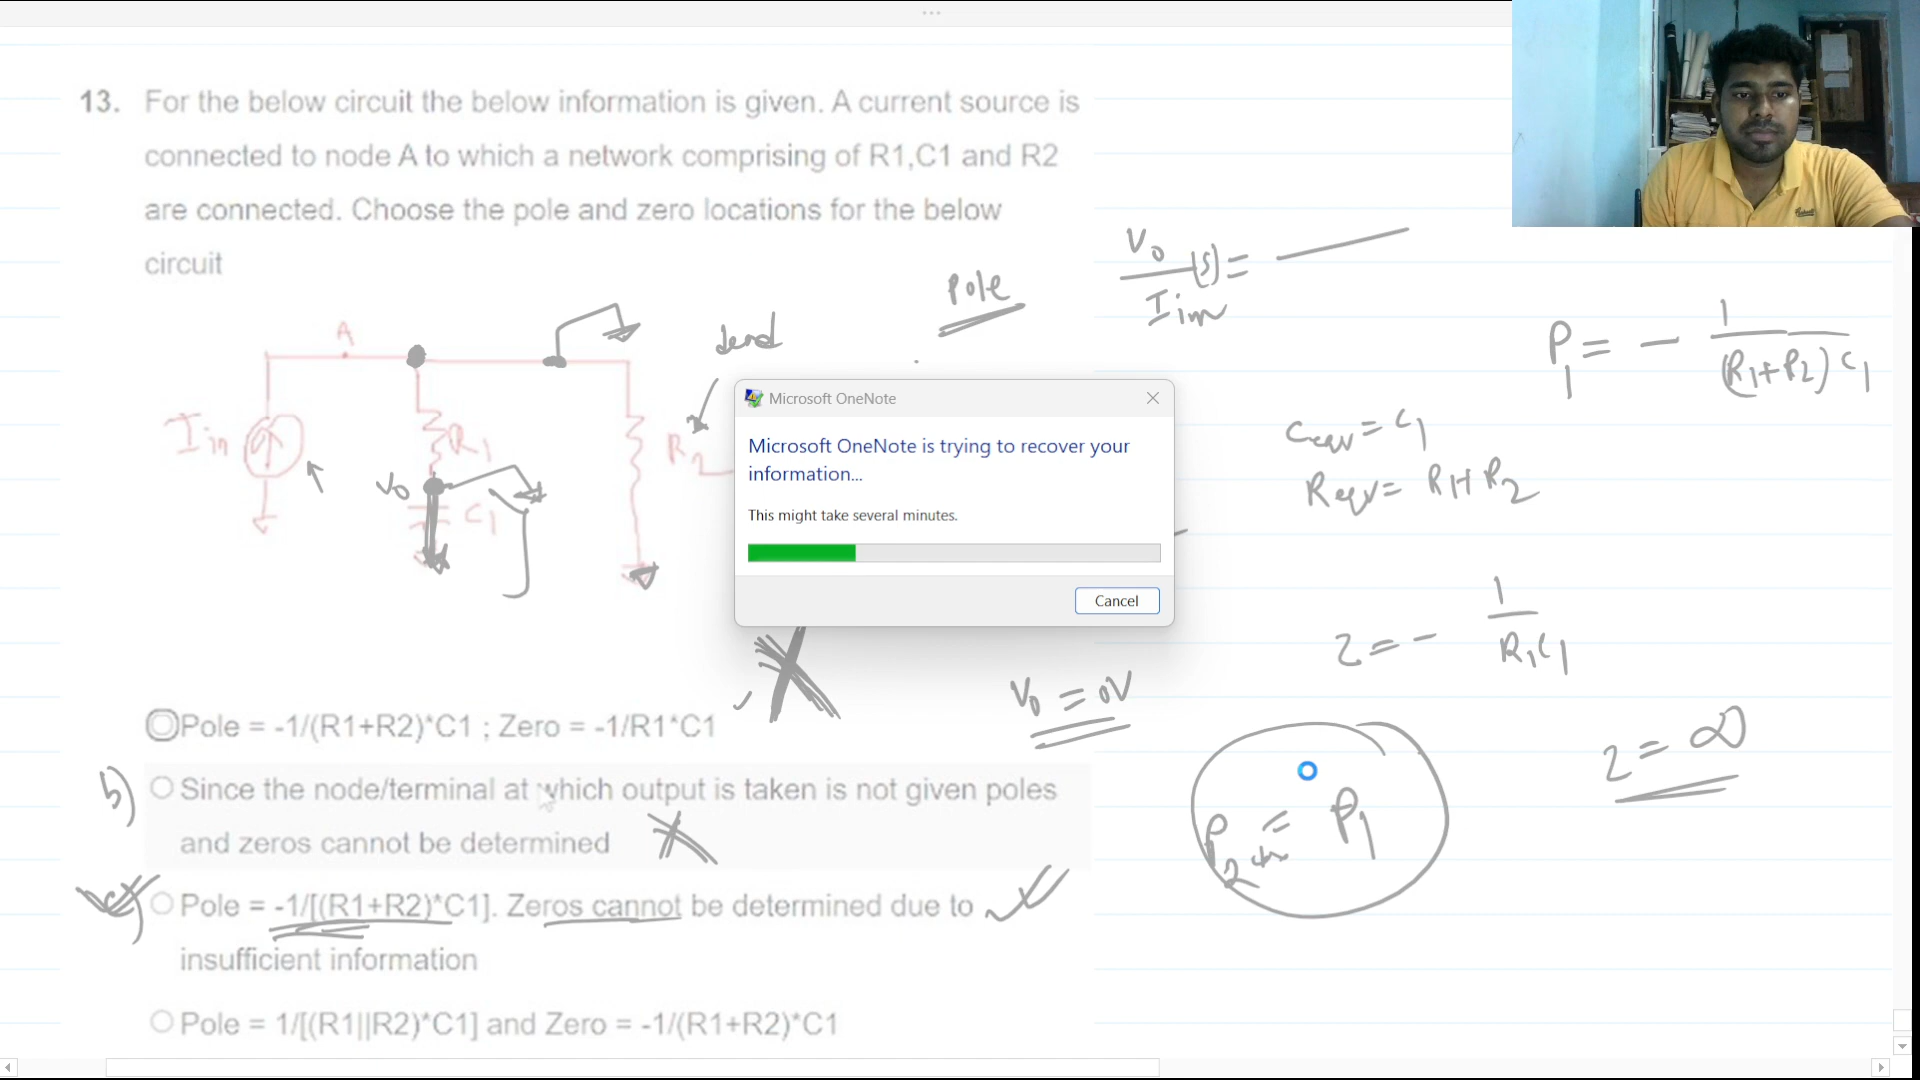 13. For the below circuit the below information is given. A current source is
connected to node A to which a network comprising of R1,C1 and R2
are connected. Choose the pole and zero locations for the below
circuit
Pole
dead
A
Iin
R1
R2
Vo
C1
Vo/Iin (s) =
P1 = - 1/(R1+R2)C1
Ceqv = C1
Reqv = R1+R2
z = - 1/R1C1
Vo = 0V
z = ∞
= P1
Microsoft OneNote
Microsoft OneNote is trying to recover your
information...
This might take several minutes.
Cancel
Pole = -1/(R1+R2)*C1 ; Zero = -1/R1*C1
b) Since the node/terminal at which output is taken is not given poles
and zeros cannot be determined
Pole = -1/[(R1+R2)*C1]. Zeros cannot be determined due to
insufficient information
Pole = 1/[(R1||R2)*C1] and Zero = -1/(R1+R2)*C1